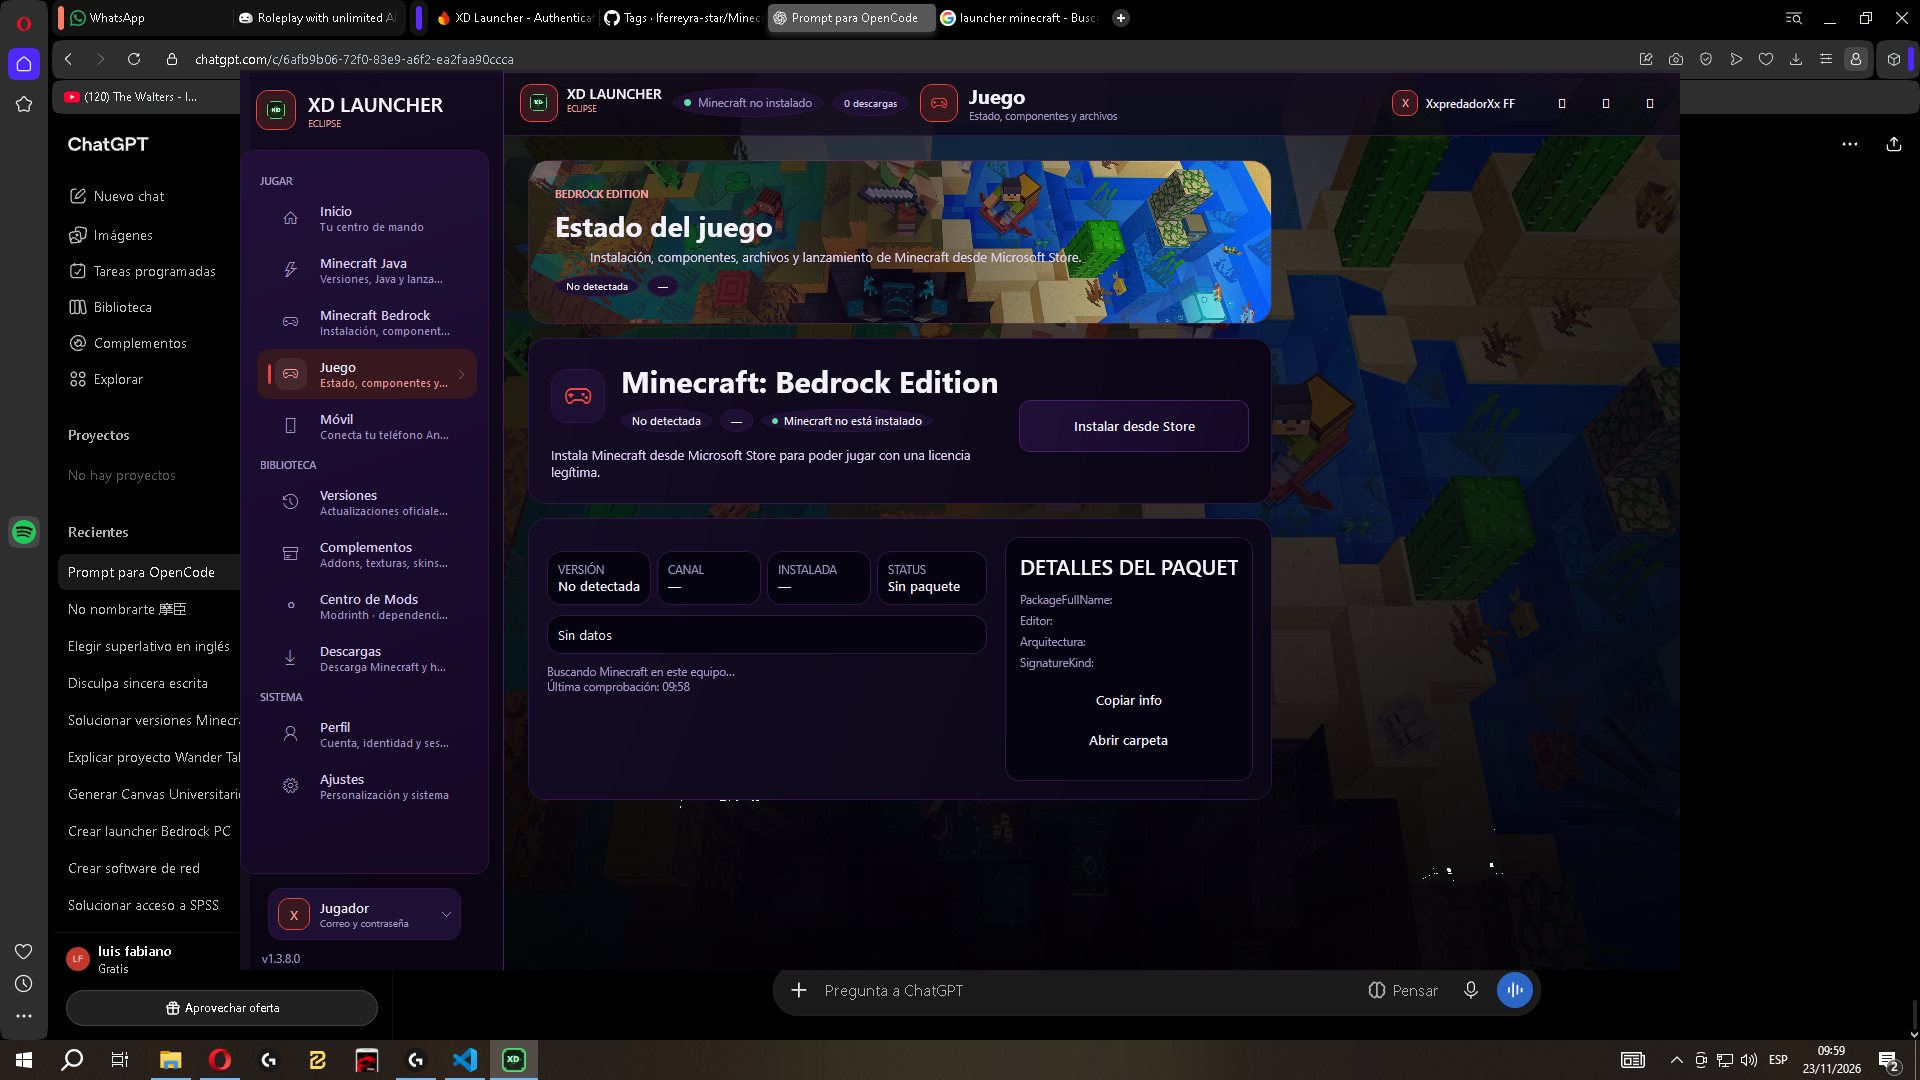 WhatsApp
Roleplay with unlimited AI
XD Launcher - Authenticat
Tags · lferreyra-star/Minec
Prompt para OpenCode
launcher minecraft - Busc
chatgpt.com/c/6afb9b06-72f0-83e9-a6f2-ea2faa90ccca
(120) The Walters - I...
ChatGPT
Nuevo chat
Imágenes
Tareas programadas
Biblioteca
Complementos
Explorar
Proyectos
No hay proyectos
Recientes
Prompt para OpenCode
No nombrarte 摩臣
Elegir superlativo en inglés
Disculpa sincera escrita
Solucionar versiones Minecra
Explicar proyecto Wander Tal
Generar Canvas Universitario
Crear launcher Bedrock PC
Crear software de red
Solucionar acceso a SPSS
LF
luis fabiano
Gratis
Aprovechar oferta
XD
XD LAUNCHER
ECLIPSE
JUGAR
Inicio
Tu centro de mando
Minecraft Java
Versiones, Java y lanza...
Minecraft Bedrock
Instalación, component...
Juego
Estado, componentes y...
Móvil
Conecta tu teléfono An...
BIBLIOTECA
Versiones
Actualizaciones oficiale...
Complementos
Addons, texturas, skins...
Centro de Mods
Modrinth · dependenci...
Descargas
Descarga Minecraft y h...
SISTEMA
Perfil
Cuenta, identidad y ses...
Ajustes
Personalización y sistema
X
Jugador
Correo y contraseña
v1.3.8.0
XD
XD LAUNCHER
ECLIPSE
Minecraft no instalado
0 descargas
Juego
Estado, componentes y archivos
X
XxpredadorXx FF
BEDROCK EDITION
Estado del juego
Instalación, componentes, archivos y lanzamiento de Minecraft desde Microsoft Store.
No detectada
—
Minecraft: Bedrock Edition
No detectada
—
Minecraft no está instalado
Instala Minecraft desde Microsoft Store para poder jugar con una licencia
legítima.
Instalar desde Store
VERSIÓN
No detectada
CANAL
—
INSTALADA
—
STATUS
Sin paquete
Sin datos
Buscando Minecraft en este equipo...
Última comprobación: 09:58
DETALLES DEL PAQUET
PackageFullName:
Editor:
Arquitectura:
SignatureKind:
Copiar info
Abrir carpeta
Pregunta a ChatGPT
Pensar
XD
ESP
09:59
23/11/2026
2